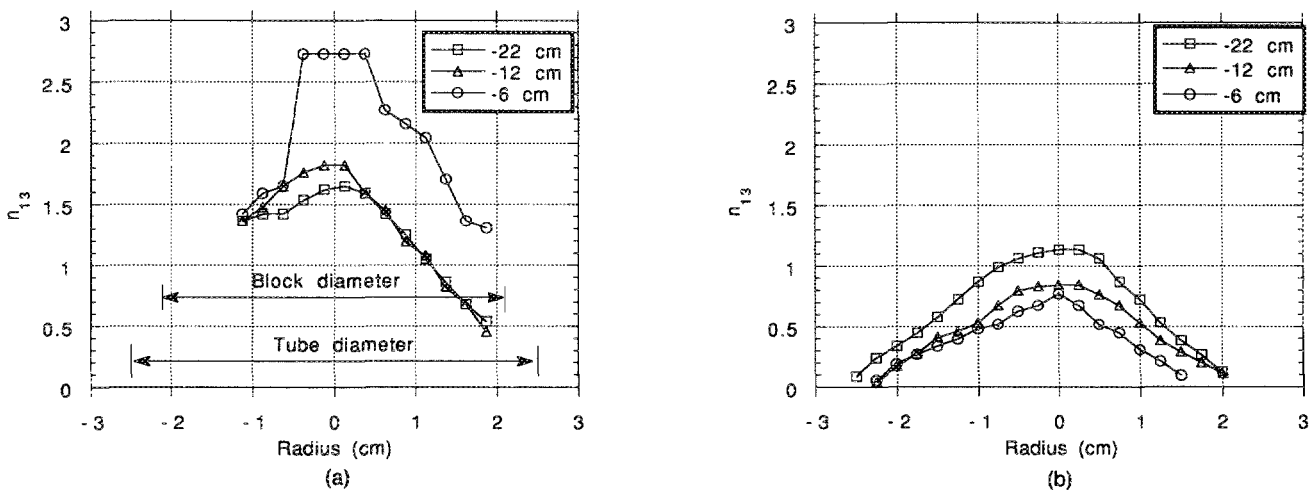 3
2.5
2
1.5
1
0.5
0
n13
-22 cm
-12 cm
-6 cm
Block diameter
Tube diameter
-3 -2 -1 0 1 2 3
Radius (cm)
(a)
3
2.5
2
1.5
1
0.5
0
n13
-22 cm
-12 cm
-6 cm
-3 -2 -1 0 1 2 3
Radius (cm)
(b)